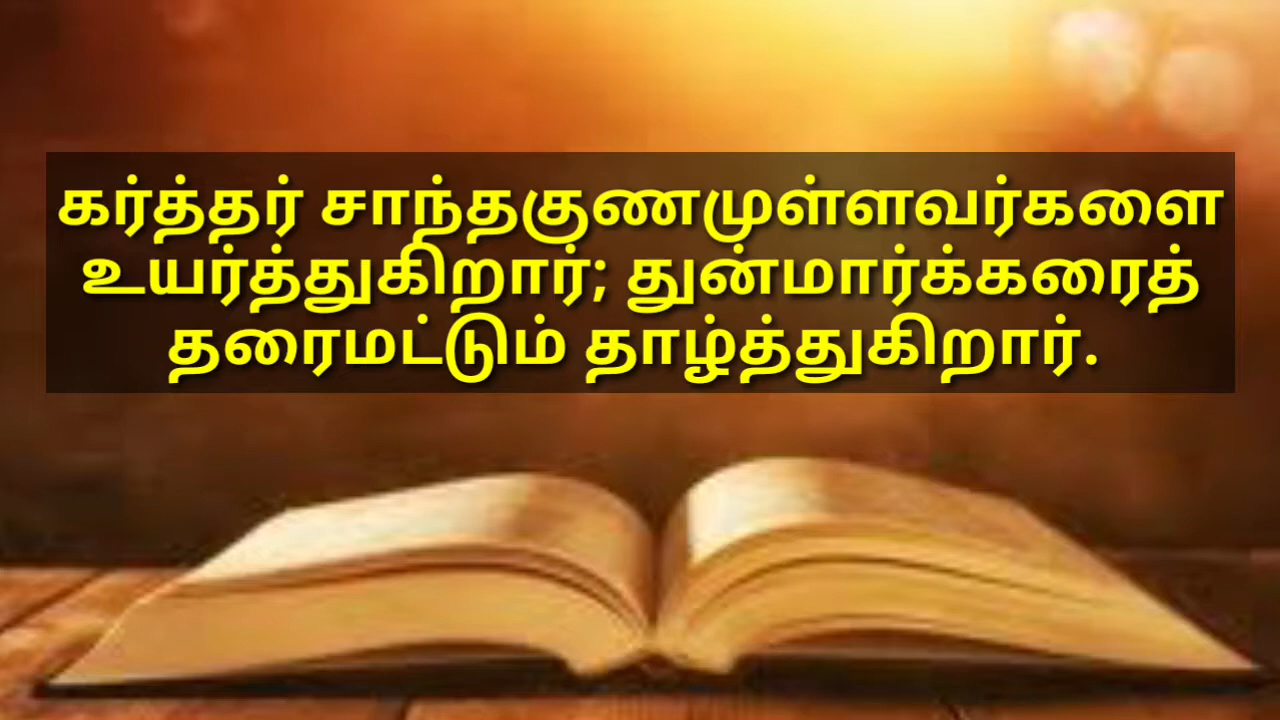 கர்த்தர் சாந்தகுணமுள்ளவர்களை
உயர்த்துகிறார்; துன்மார்க்கரைத்
தரைமட்டும் தாழ்த்துகிறார்.